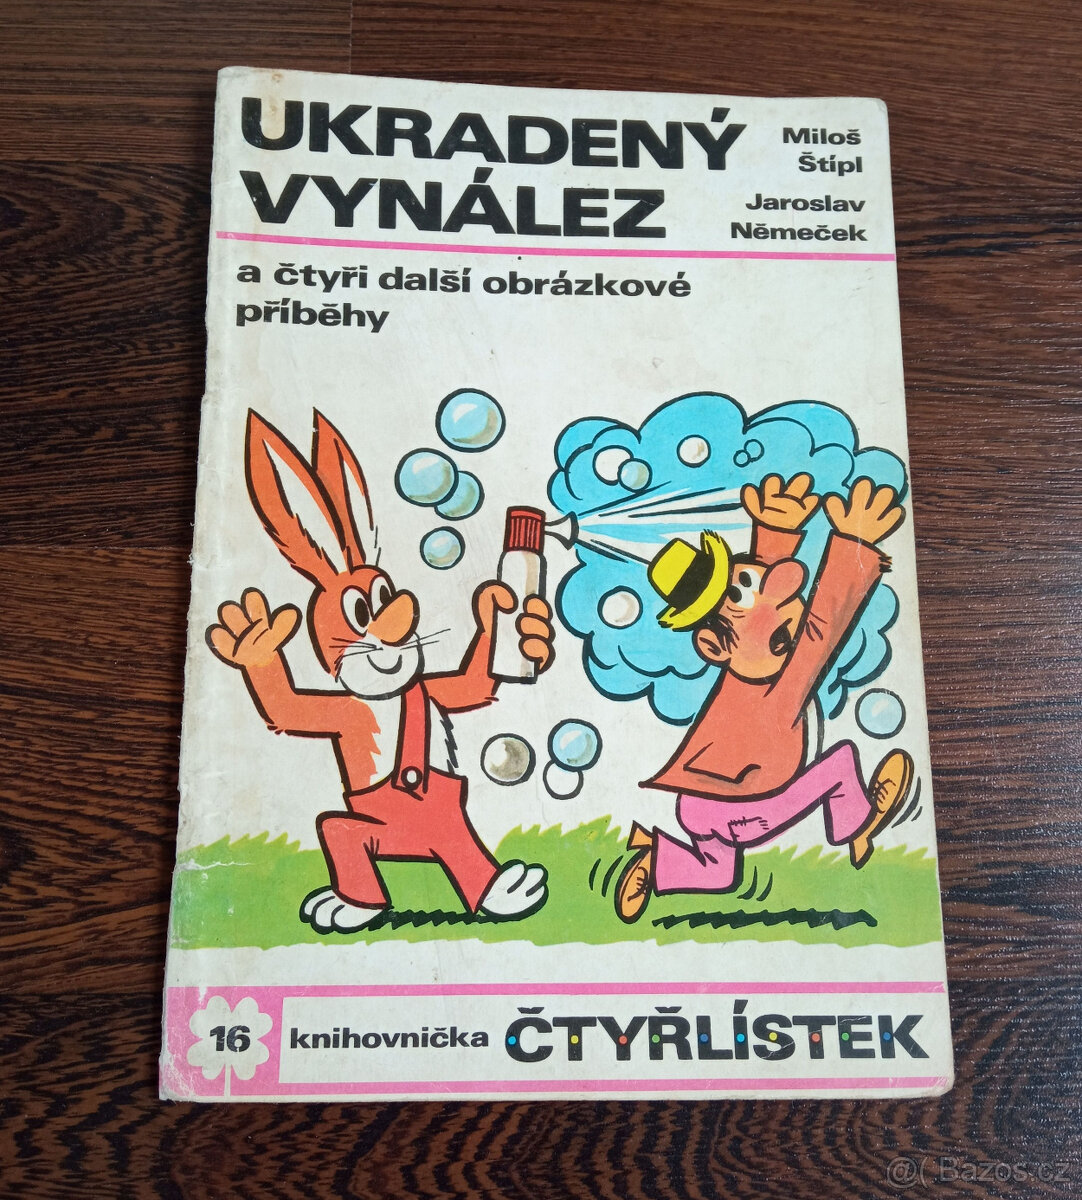 UKRADENÝ
VYNÁLEZ
Miloš
Štípl
Jaroslav
Němeček
a čtyři další obrázkové
příběhy
16
knihovnička
ČTYŘLÍSTEK
@( Bazos.cz